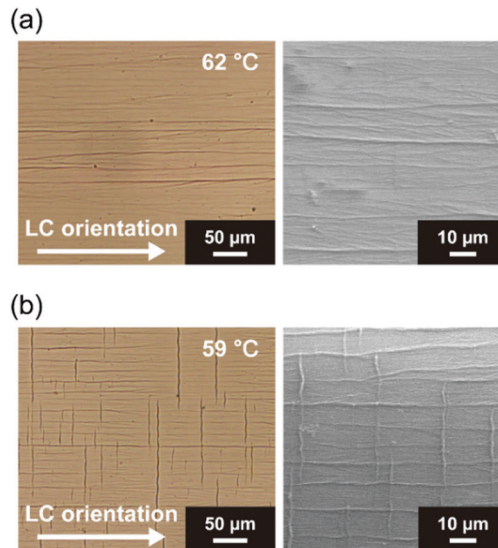 (a)
62 °C
LC orientation
50 µm
10 µm
(b)
59 °C
LC orientation
50 µm
10 µm